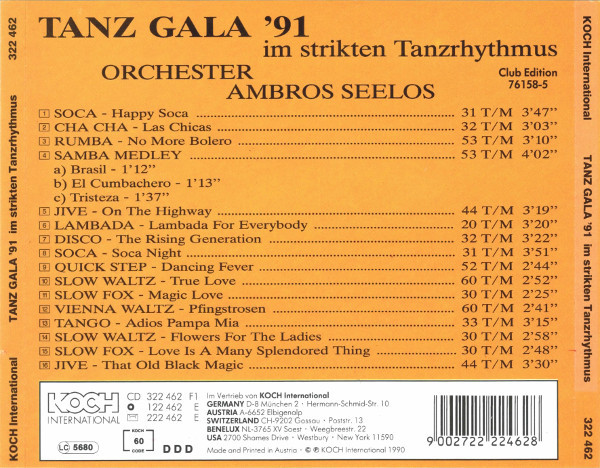 322 462
TANZ GALA '91 im strikten Tanzrhythmus
KOCH International
TANZ GALA '91
im strikten Tanzrhythmus
ORCHESTER
AMBROS SEELOS
Club Edition
76158-5
1 SOCA - Happy Soca 31 T/M 3'47"
2 CHA CHA - Las Chicas 32 T/M 3'03"
3 RUMBA - No More Bolero 53 T/M 3'10"
4 SAMBA MEDLEY 53 T/M 4'02"
a) Brasil - 1'12"
b) El Cumbachero - 1'13"
c) Tristeza - 1'37"
5 JIVE - On The Highway 44 T/M 3'19"
6 LAMBADA - Lambada For Everybody 20 T/M 3'20"
7 DISCO - The Rising Generation 32 T/M 3'22"
8 SOCA - Soca Night 31 T/M 3'51"
9 QUICK STEP - Dancing Fever 52 T/M 2'44"
10 SLOW WALTZ - True Love 60 T/M 2'52"
11 SLOW FOX - Magic Love 30 T/M 2'25"
12 VIENNA WALTZ - Pfingstrosen 60 T/M 2'41"
13 TANGO - Adios Pampa Mia 33 T/M 3'15"
14 SLOW WALTZ - Flowers For The Ladies 30 T/M 2'58"
15 SLOW FOX - Love Is A Many Splendored Thing 30 T/M 2'48"
16 JIVE - That Old Black Magic 44 T/M 3'30"
KOCH
INTERNATIONAL
LC 5680
CD 322 462 F1
122 462 E
222 462 E
KOCH
60
CODE
DDD
Im Vertrieb von KOCH International
GERMANY D-8 München 2 · Hermann-Schmid-Str. 10
AUSTRIA A-6652 Elbigenalp
SWITZERLAND CH-9202 Gossau · Poststr. 13
BENELUX NL-3765 XV Soest · Weegbreestr. 22
USA 2700 Shames Drive · Westbury · New York 11590
Made and Printed in Austria · © ℗ KOCH International 1990
9 002722 224628
KOCH International
TANZ GALA '91 im strikten Tanzrhythmus
322 462